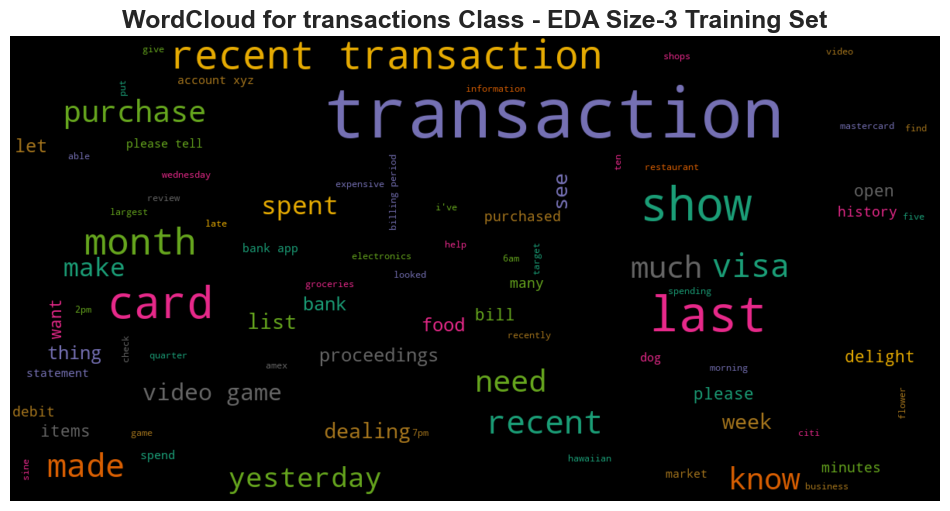 WordCloud for transactions Class - EDA Size-3 Training Set
give
recent transaction
shops
video
account xyz
put
information
purchase
transaction
mastercard
find
let
able
please tell
wednesday
expensive
billing period
ten
restaurant
see
open
review
largest
late
spent
i've
purchased
show
history
five
month
bank app
help
electronics
6am
target
make
looked
much
visa
groceries
many
spending
card
2pm
want
bank
list
food
bill
last
recently
thing
check
quarter
proceedings
amex
dog
delight
statement
morning
video game
need
please
flower
debit
items
game
dealing
7pm
recent
week
citi
sine
made
spend
yesterday
hawaiian
market
know
minutes
business